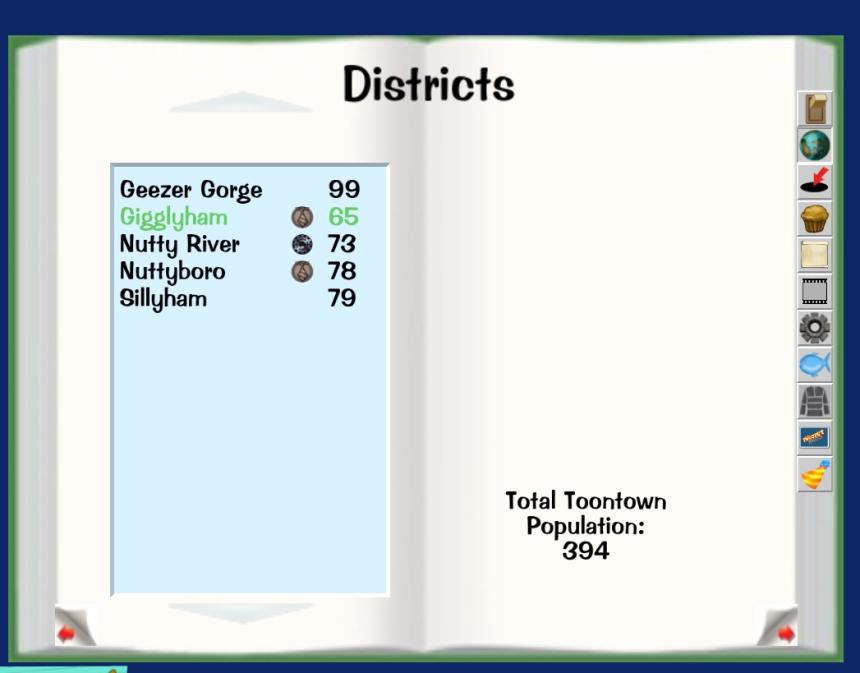 Districts
Geezer Gorge 99
Gigglyham 65
Nutty River 73
Nuttyboro 78
Sillyham 79
Total Toontown
Population:
394